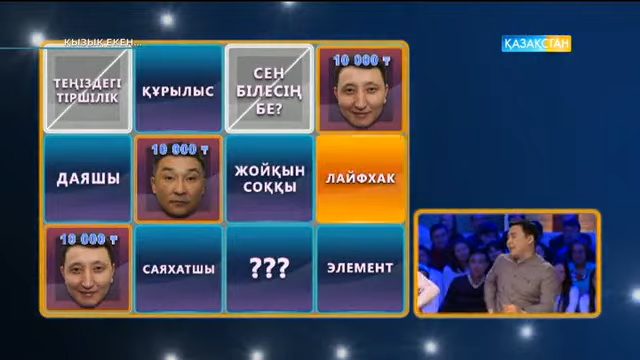 ҚЫЗЫҚ ЕКЕН...
ҚАЗАҚСТАН
ТЕҢІЗДЕГІ
ТІРШІЛІК
ҚҰРЫЛЫС
СЕН
БІЛЕСІҢ
БЕ?
10 000 ₸
ДАЯШЫ
10 000 ₸
ЖОЙҚЫН
СОҚҚЫ
ЛАЙФХАК
10 000 ₸
САЯХАТШЫ
???
ЭЛЕМЕНТ